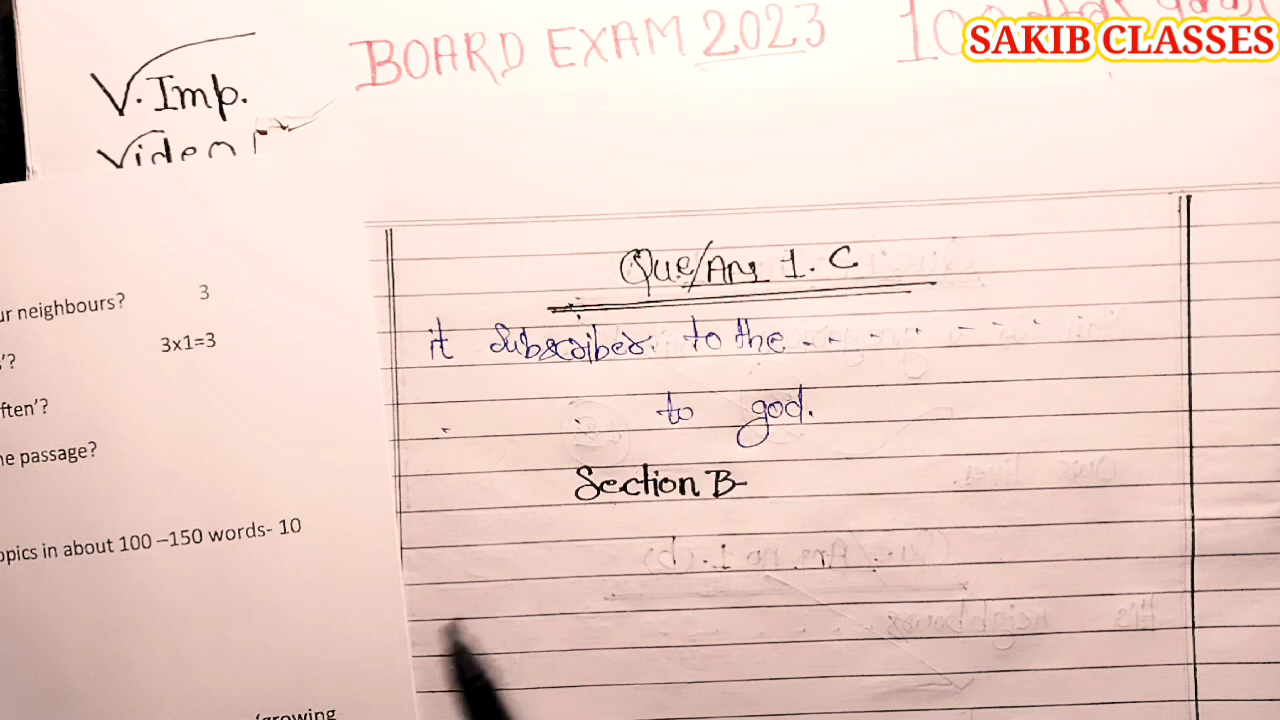 SAKIB CLASSES
BOARD EXAM 2023
V. Imp.
ur neighbours? 3
3x1=3
'?
ften'?
he passage?
opics in about 100 –150 words- 10
'growing
Que/Ans 1. C
it subscriber to the - - - - - - -
to god.
Section B